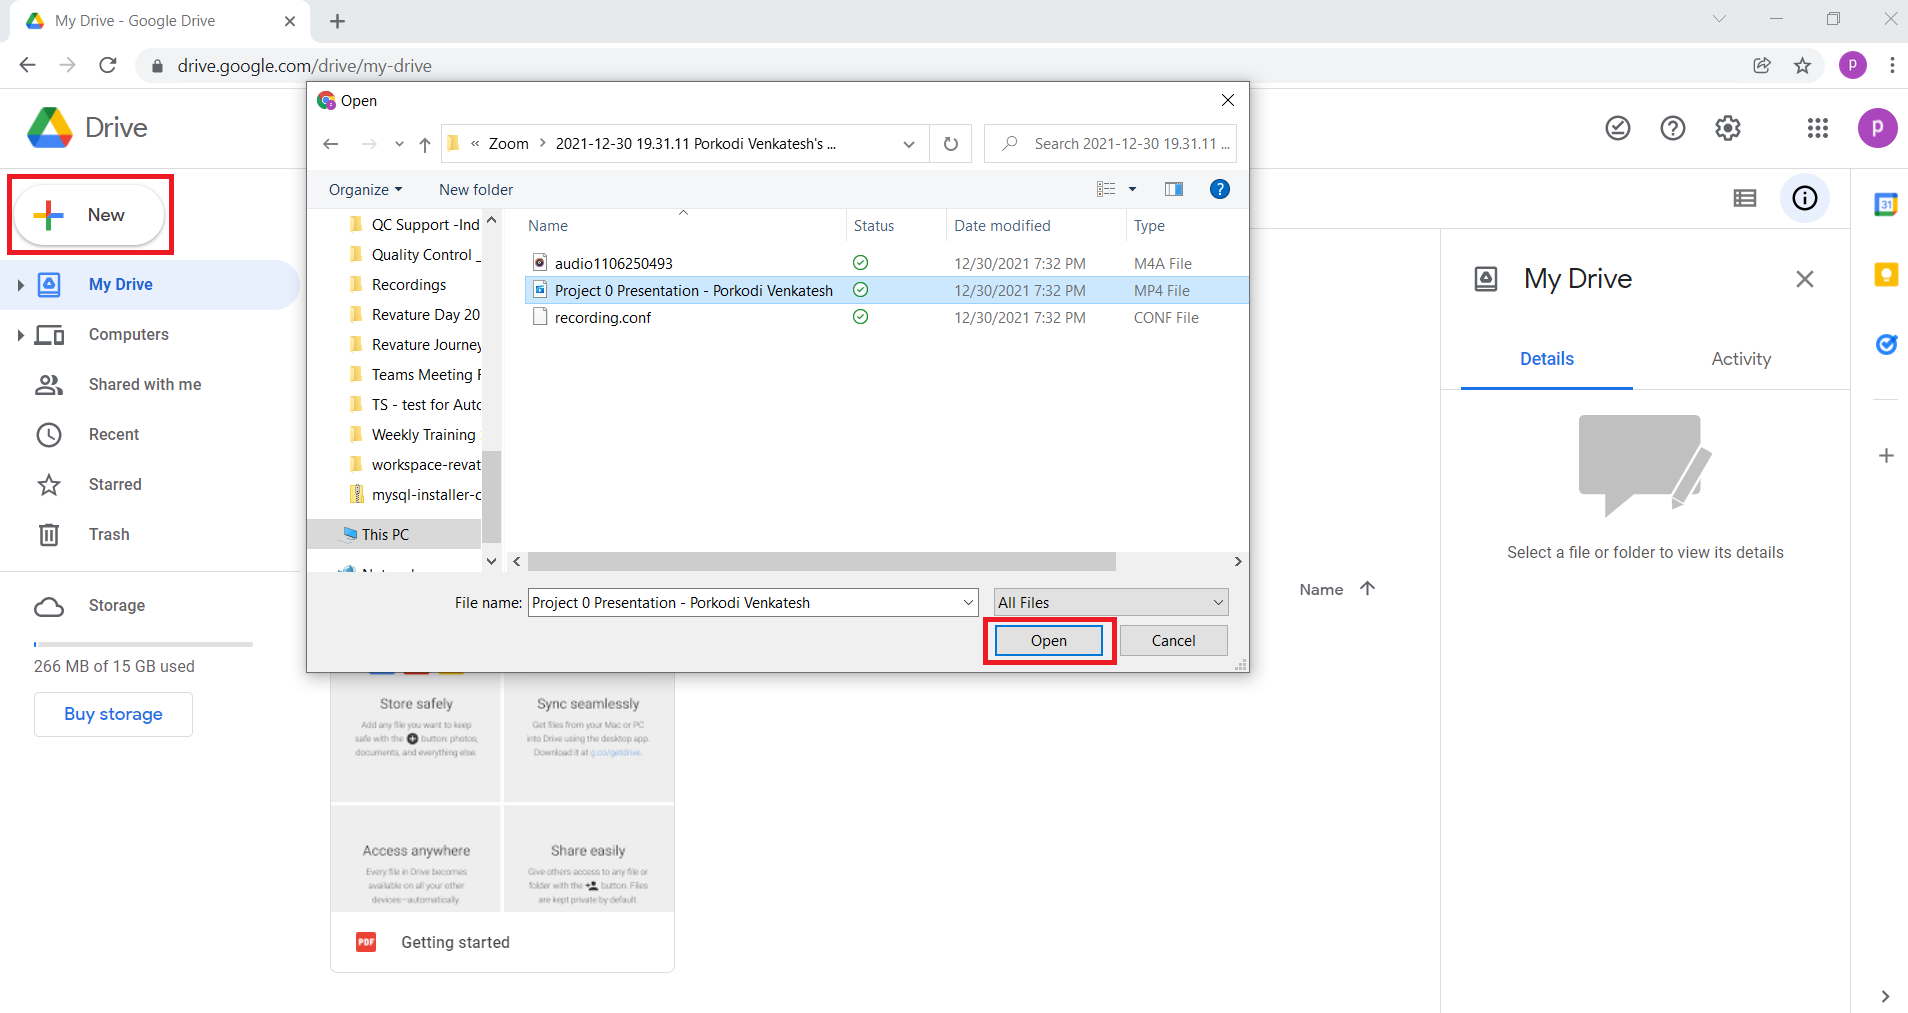 My Drive - Google Drive
drive.google.com/drive/my-drive
P
Drive
P
New
My Drive
Computers
Shared with me
Recent
Starred
Trash
Storage
266 MB of 15 GB used
Buy storage
Open
« Zoom > 2021-12-30 19.31.11 Porkodi Venkatesh's ...
Search 2021-12-30 19.31.11 ...
Organize
New folder
QC Support -Ind
Quality Control _
Recordings
Revature Day 20
Revature Journey
Teams Meeting R
TS - test for Auto
Weekly Training
workspace-revat
mysql-installer-c
This PC
Name Status Date modified Type
audio1106250493 12/30/2021 7:32 PM M4A File
Project 0 Presentation - Porkodi Venkatesh 12/30/2021 7:32 PM MP4 File
recording.conf 12/30/2021 7:32 PM CONF File
File name: Project 0 Presentation - Porkodi Venkatesh
All Files
Open
Cancel
Store safely
Add any file you want to keep
safe with the + button: photos,
documents, and everything else.
Sync seamlessly
Get files from your Mac or PC
into Drive using the desktop app.
Download it at g.co/getdrive.
Access anywhere
Every file in Drive becomes
available on all your other
devices—automatically.
Share easily
Give others access to any file or
folder with the button. Files
are kept private by default.
PDF
Getting started
Name
31
My Drive
Details
Activity
Select a file or folder to view its details